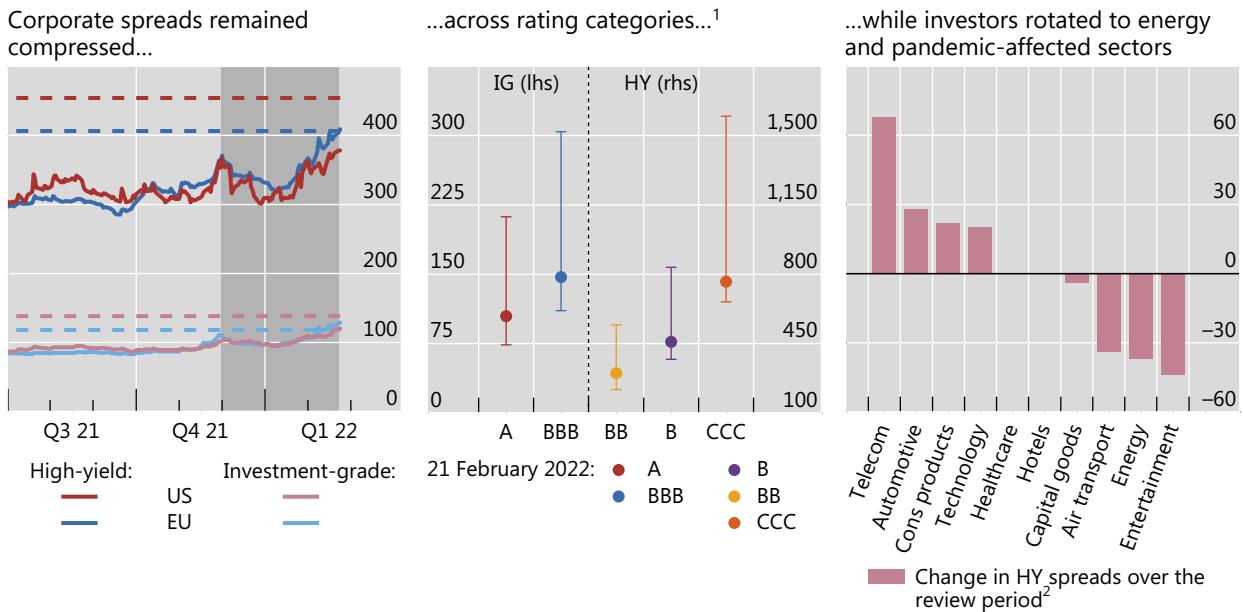 Corporate spreads remained
compressed…
400
300
200
100
0
Q3 21 Q4 21 Q1 22
High-yield: Investment-grade:
US
EU
…across rating categories…¹
IG (lhs) HY (rhs)
300 1,500
225 1,150
150 800
75 450
0 100
A BBB BB B CCC
21 February 2022:
A B
BBB BB
CCC
…while investors rotated to energy
and pandemic-affected sectors
60
30
0
–30
–60
Telecom
Automotive
Cons products
Technology
Healthcare
Hotels
Capital goods
Air transport
Energy
Entertainment
Change in HY spreads over the
review period²